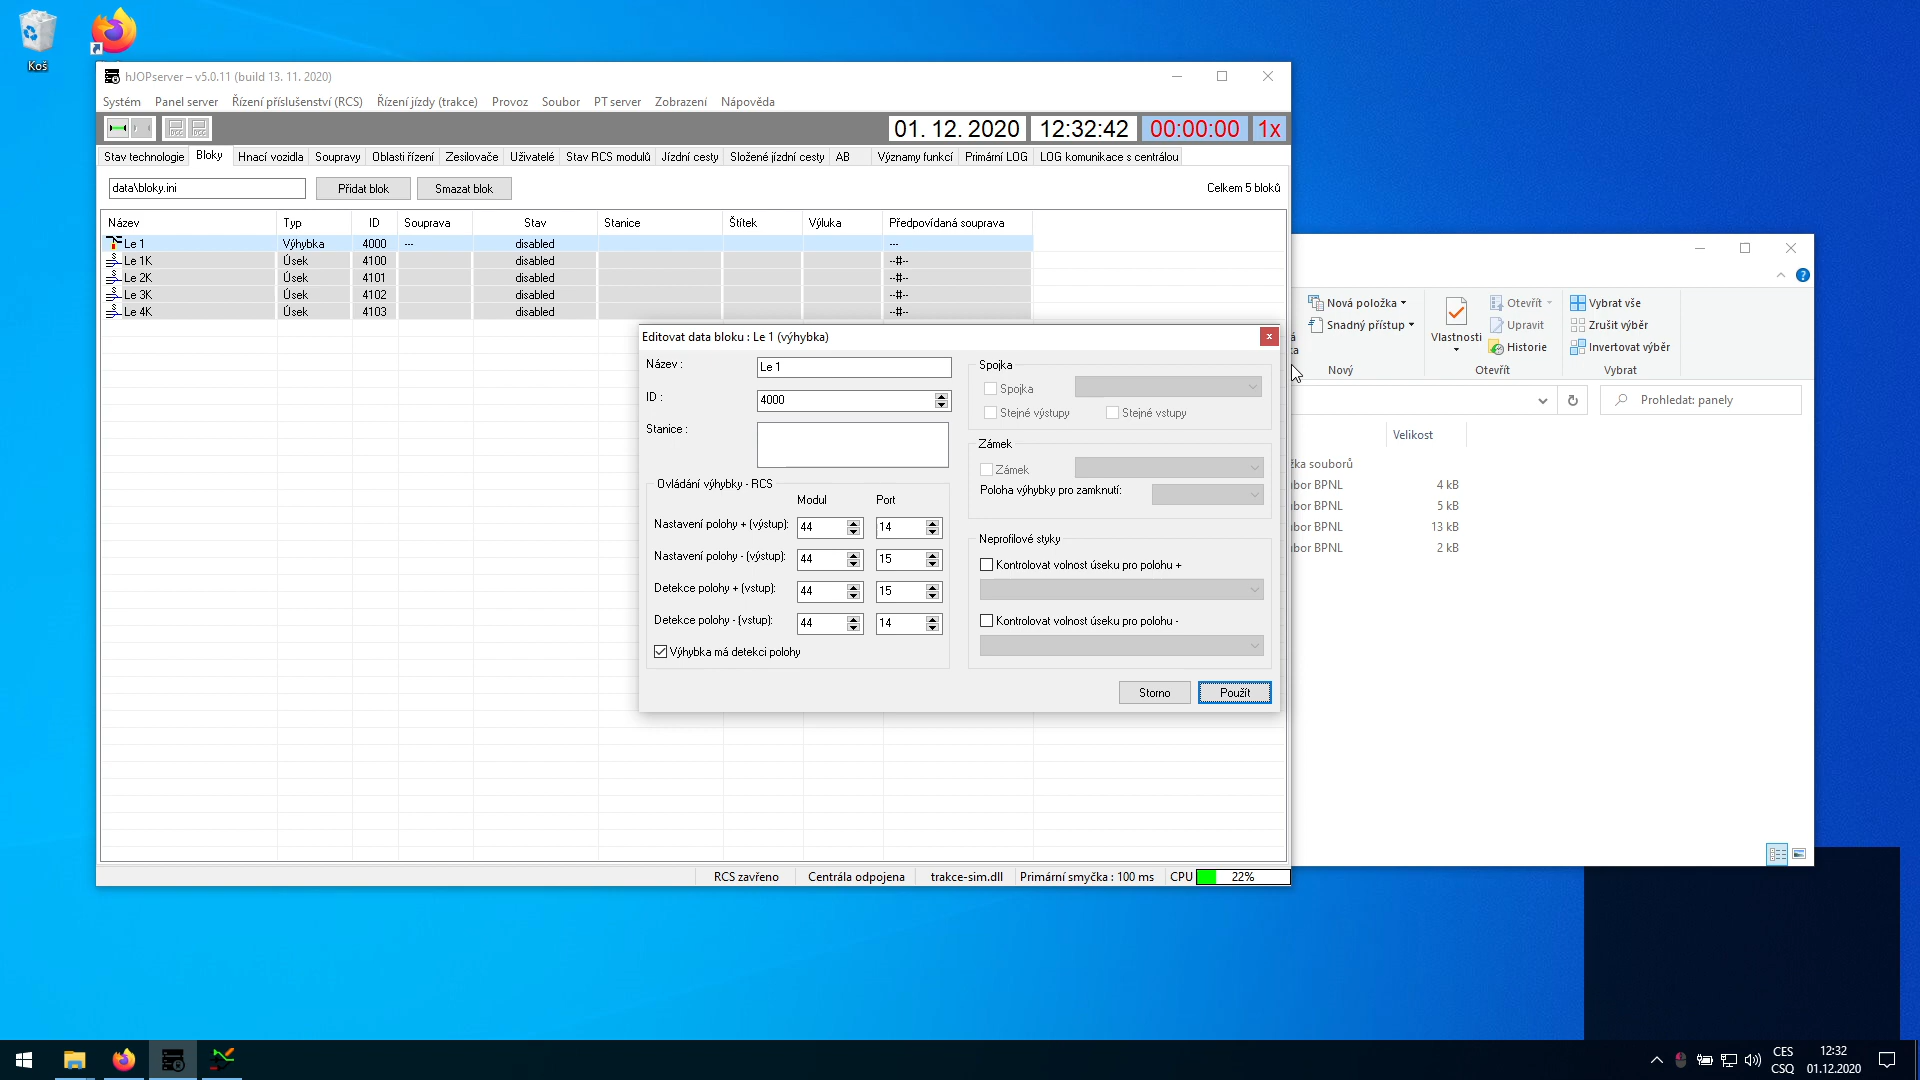 Koš
hJOPserver – v5.0.11 (build 13. 11. 2020)
Systém Panel server Řízení příslušenství (RCS) Řízení jízdy (trakce) Provoz Soubor PT server Zobrazení Nápověda
01. 12. 2020 12:32:42 00:00:00 1x
Stav technologie Bloky Hnací vozidla Soupravy Oblasti řízení Zesilovače Uživatelé Stav RCS modulů Jízdní cesty Složené jízdní cesty AB Významy funkcí Primární LOG LOG komunikace s centrálou
data\bloky.ini Přidat blok Smazat blok Celkem 5 bloků
Název Typ ID Souprava Stav Stanice Štítek Výluka Předpovídaná souprava
Le 1 Výhybka 4000 --- disabled ---
Le 1K Úsek 4100 disabled --#--
Le 2K Úsek 4101 disabled --#--
Le 3K Úsek 4102 disabled --#--
Le 4K Úsek 4103 disabled --#--
Editovat data bloku : Le 1 (výhybka)
Název : Le 1
ID : 4000
Stanice :
Ovládání výhybky - RCS
Modul Port
Nastavení polohy + (výstup): 44 14
Nastavení polohy - (výstup): 44 15
Detekce polohy + (vstup): 44 15
Detekce polohy - (vstup): 44 14
Výhybka má detekci polohy
Spojka
Spojka
Stejné výstupy Stejné vstupy
Zámek
Zámek
Poloha výhybky pro zamknutí:
Neprofilové styky
Kontrolovat volnost úseku pro polohu +
Kontrolovat volnost úseku pro polohu -
Storno Použít
Nová položka Otevřít Vybrat vše
Snadný přístup Vlastnosti Upravit Zrušit výběr
Historie Invertovat výběr
Nový Otevřít Vybrat
Prohledat: panely
Velikost
žka souborů
bor BPNL 4 kB
bor BPNL 5 kB
bor BPNL 13 kB
bor BPNL 2 kB
RCS zavřeno Centrála odpojena trakce-sim.dll Primární smyčka : 100 ms CPU 22%
CES 12:32
CSQ 01.12.2020